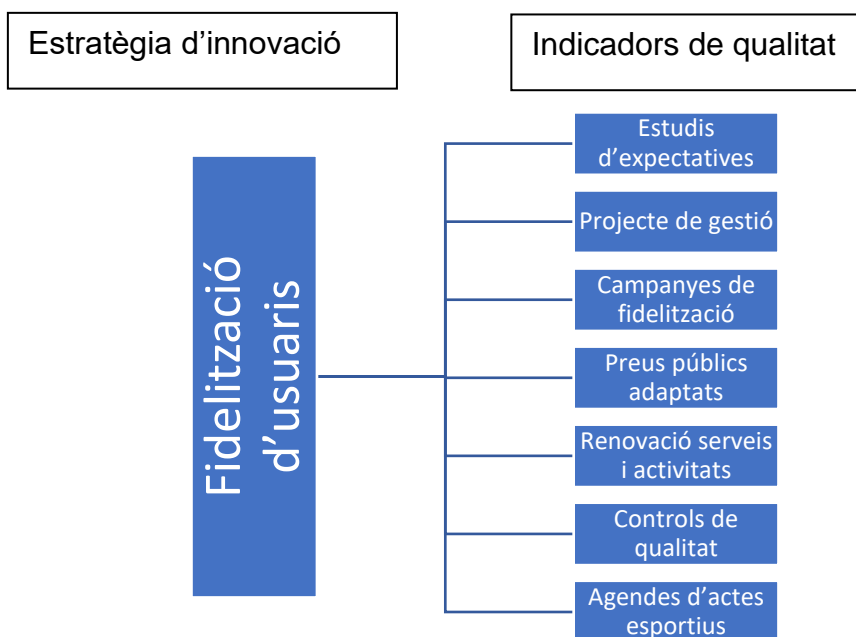 Estratègia d’innovació
Indicadors de qualitat
Fidelització
d’usuaris
Estudis
d’expectatives
Projecte de gestió
Campanyes de
fidelització
Preus públics
adaptats
Renovació serveis
i activitats
Controls de
qualitat
Agendes d’actes
esportius